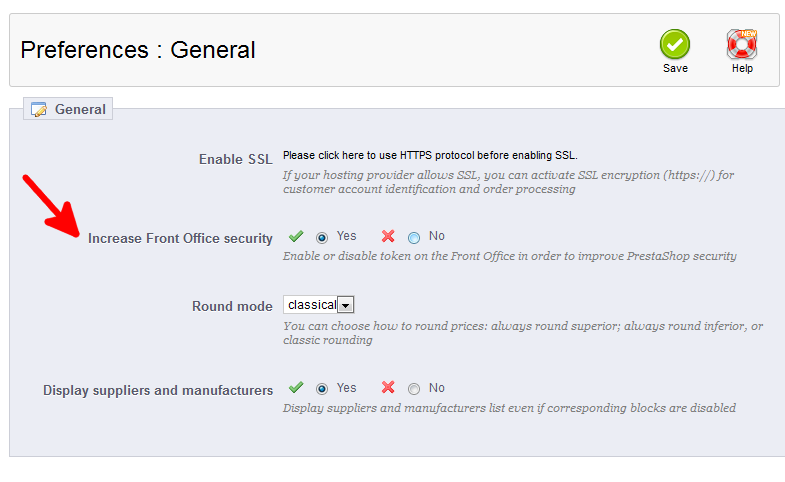 Preferences : General
Save
NEW
Help
General
Enable SSL
Please click here to use HTTPS protocol before enabling SSL.
If your hosting provider allows SSL, you can activate SSL encryption (https://) for
customer account identification and order processing
Increase Front Office security
Yes
No
Enable or disable token on the Front Office in order to improve PrestaShop security
Round mode
classical
You can choose how to round prices: always round superior; always round inferior, or
classic rounding
Display suppliers and manufacturers
Yes
No
Display suppliers and manufacturers list even if corresponding blocks are disabled